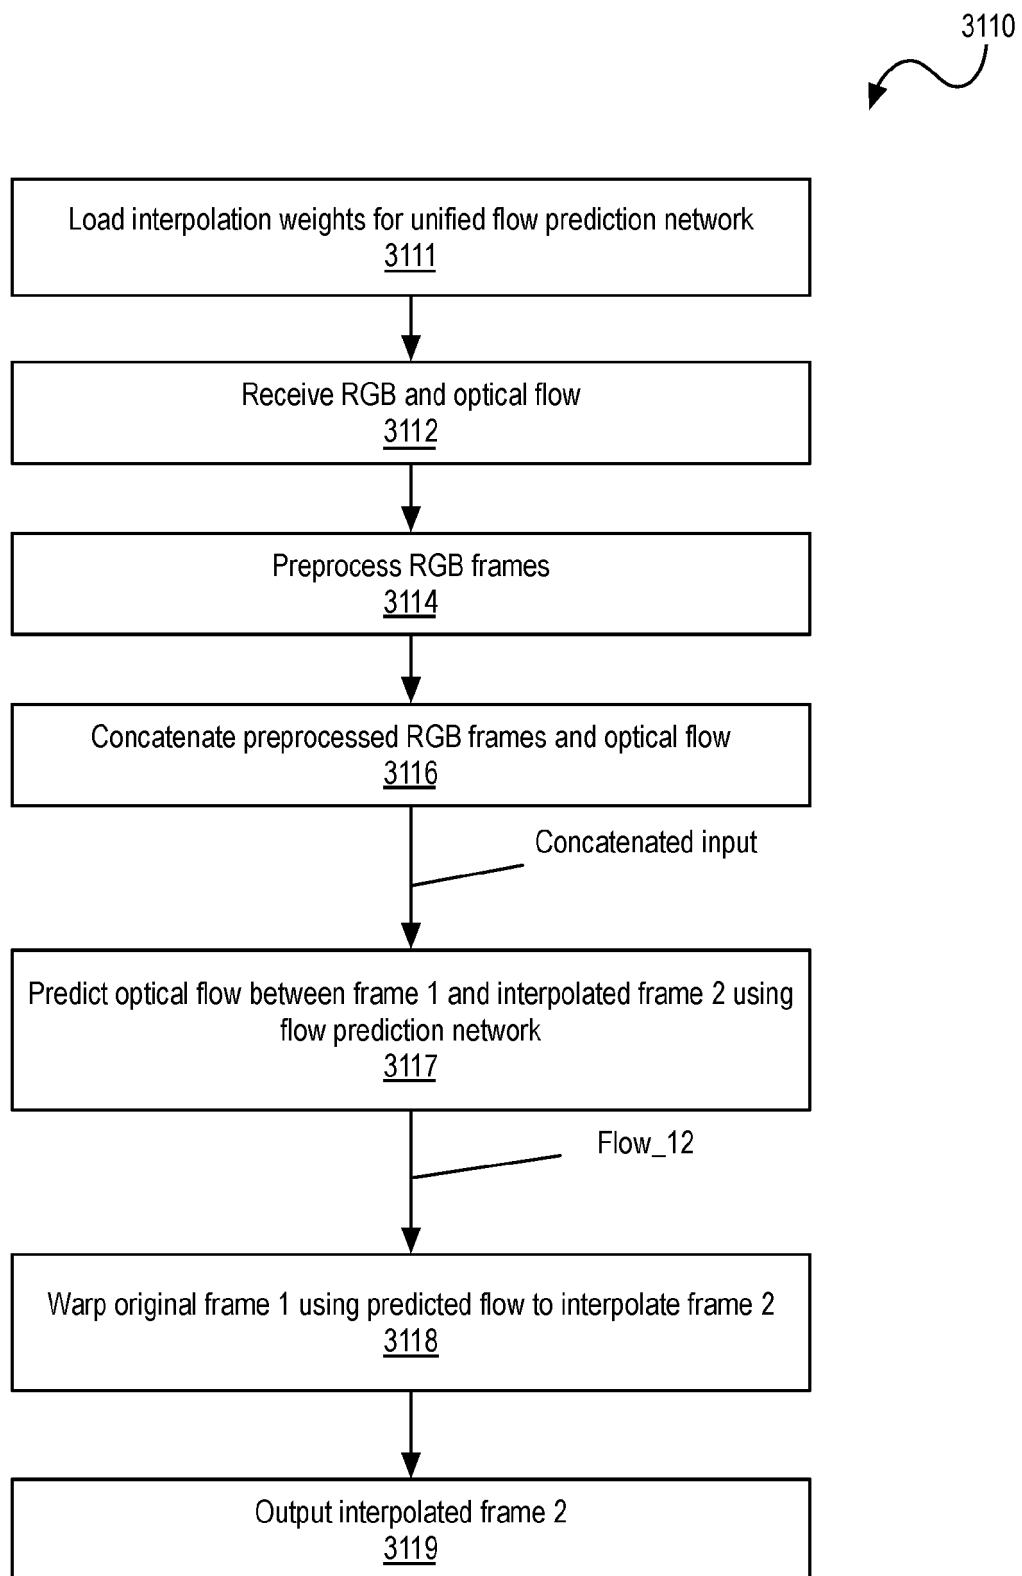 3110
Load interpolation weights for unified flow prediction network
3111
Receive RGB and optical flow
3112
Preprocess RGB frames
3114
Concatenate preprocessed RGB frames and optical flow
3116
Concatenated input
Predict optical flow between frame 1 and interpolated frame 2 using
flow prediction network
3117
Flow_12
Warp original frame 1 using predicted flow to interpolate frame 2
3118
Output interpolated frame 2
3119